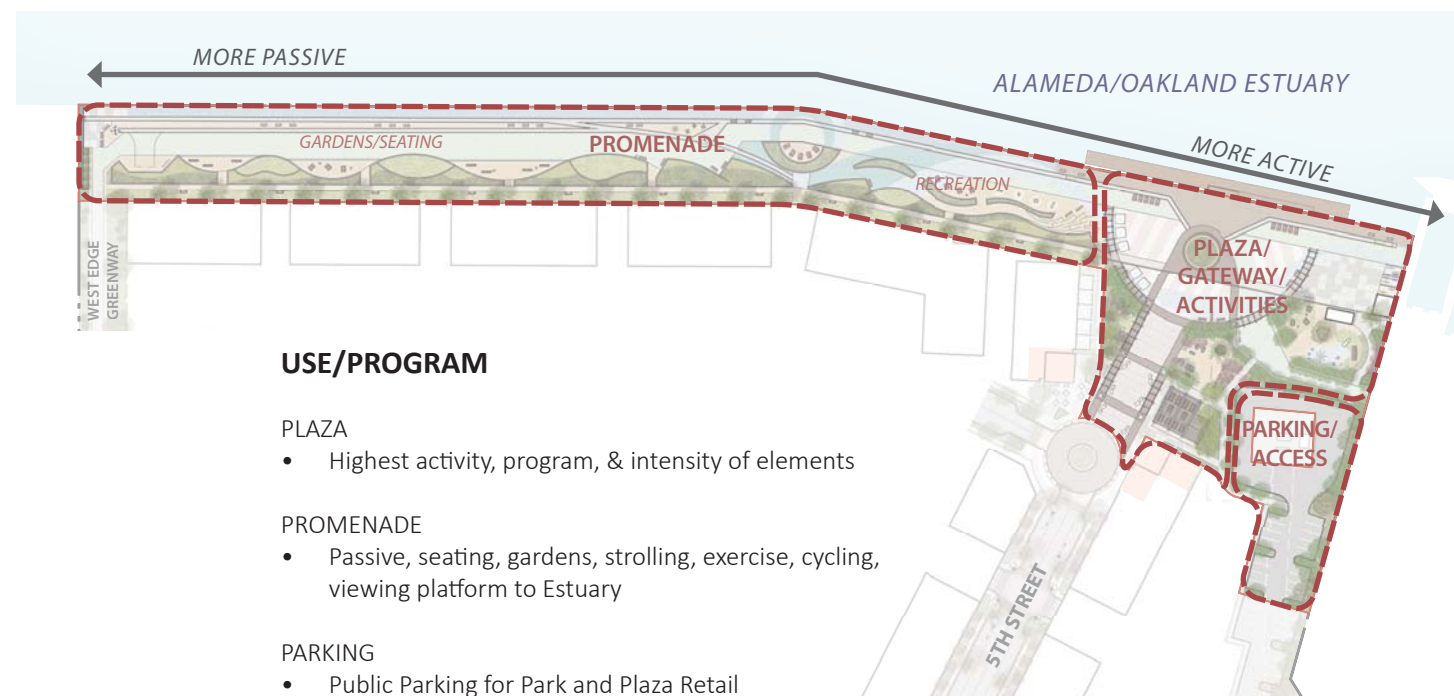 MORE PASSIVE
ALAMEDA/OAKLAND ESTUARY
MORE ACTIVE
GARDENS/SEATING
PROMENADE
RECREATION
WEST EDGE
GREENWAY
PLAZA/
GATEWAY/
ACTIVITIES
PARKING/
ACCESS
5TH STREET
USE/PROGRAM
PLAZA
• Highest activity, program, & intensity of elements
PROMENADE
• Passive, seating, gardens, strolling, exercise, cycling,
viewing platform to Estuary
PARKING
• Public Parking for Park and Plaza Retail